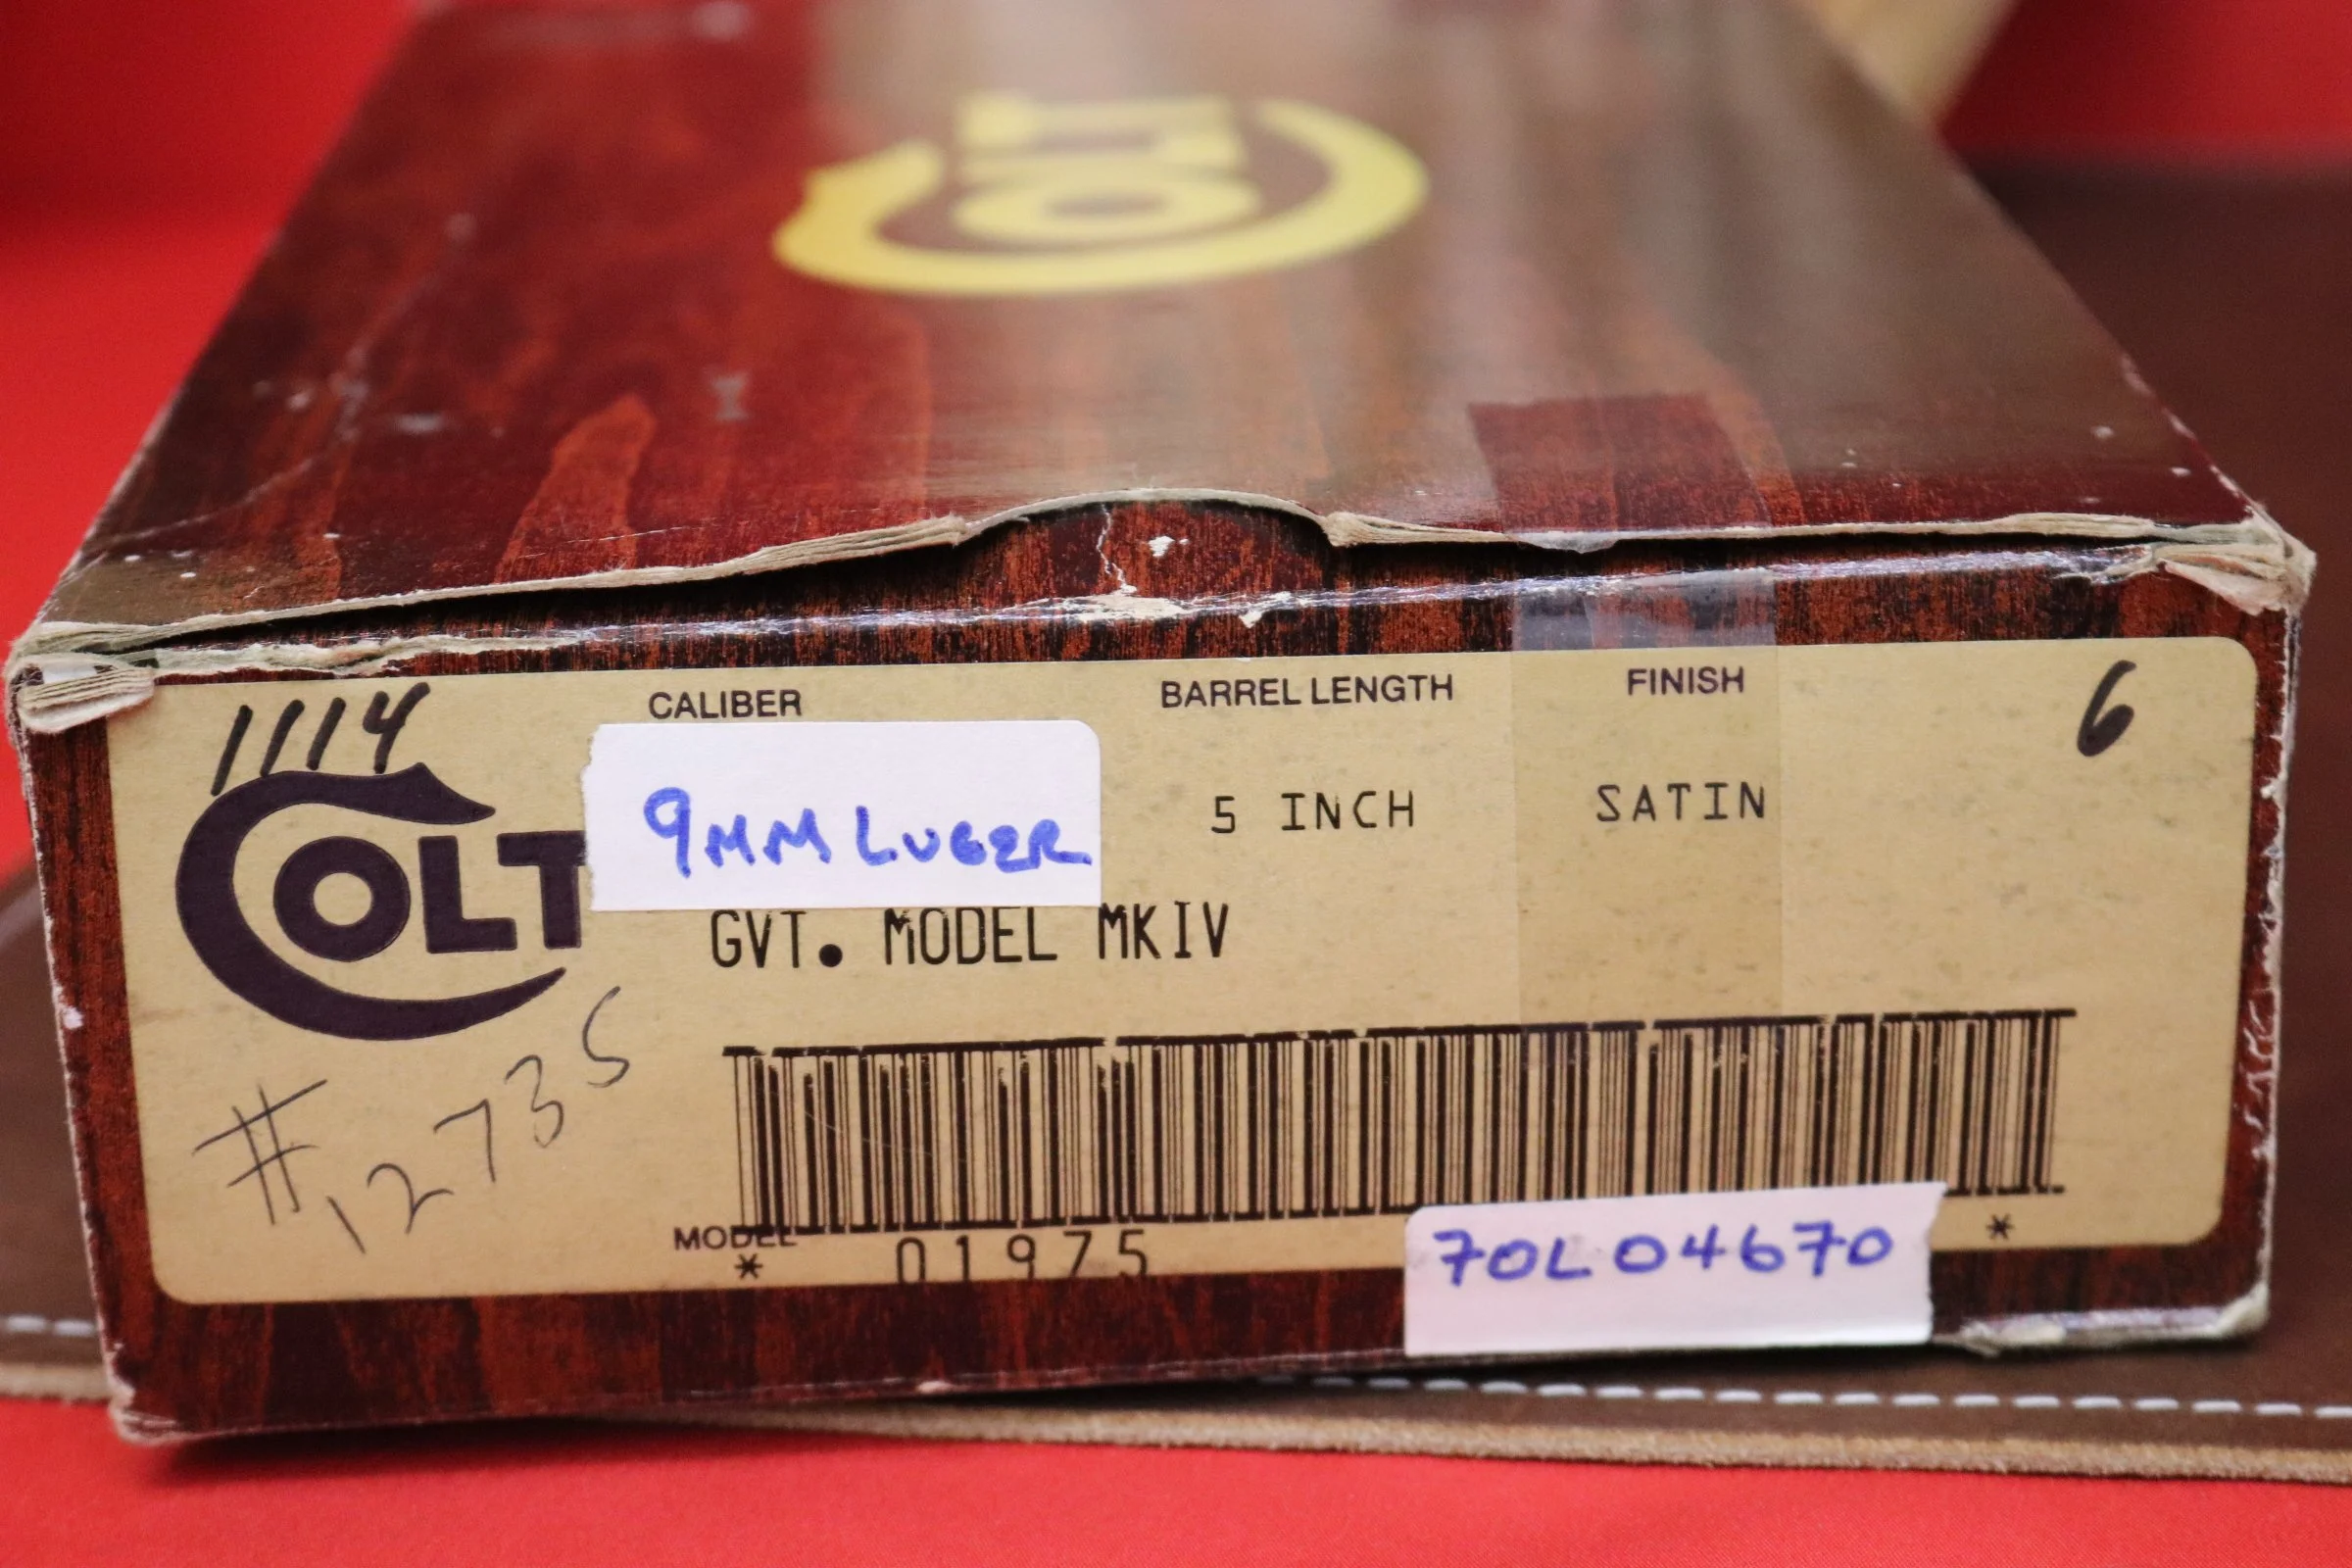 COLT
1114
CALIBER BARREL LENGTH FINISH 6
COLT
9MM LUGER 5 INCH SATIN
GVT. MODEL MKIV
#12735
MODEL
* 01975 70L04670 *